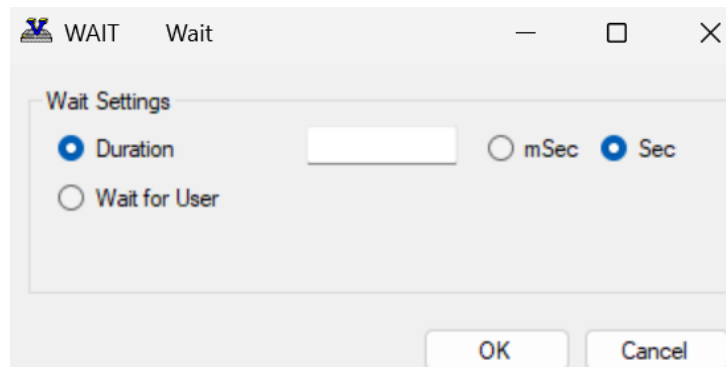 WAIT Wait
Wait Settings
Duration mSec Sec
Wait for User
OK Cancel